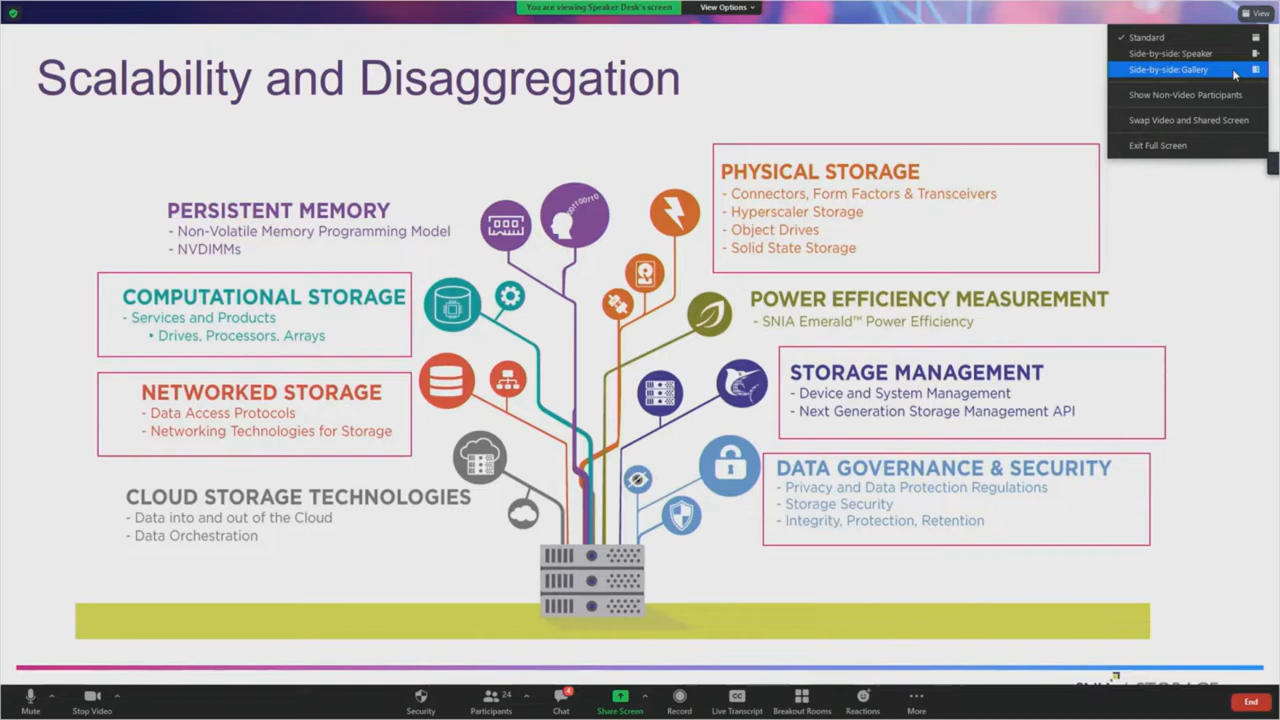 You are viewing Speaker Desk's screen
View Options
View
Standard
Side-by-side: Speaker
Side-by-side: Gallery
Show Non-Video Participants
Swap Video and Shared Screen
Exit Full Screen
Scalability and Disaggregation
PERSISTENT MEMORY
- Non-Volatile Memory Programming Model
- NVDIMMs
COMPUTATIONAL STORAGE
- Services and Products
• Drives, Processors, Arrays
NETWORKED STORAGE
- Data Access Protocols
- Networking Technologies for Storage
CLOUD STORAGE TECHNOLOGIES
- Data into and out of the Cloud
- Data Orchestration
PHYSICAL STORAGE
- Connectors, Form Factors & Transceivers
- Hyperscaler Storage
- Object Drives
- Solid State Storage
POWER EFFICIENCY MEASUREMENT
- SNIA Emerald™ Power Efficiency
STORAGE MANAGEMENT
- Device and System Management
- Next Generation Storage Management API
DATA GOVERNANCE & SECURITY
- Privacy and Data Protection Regulations
- Storage Security
- Integrity, Protection, Retention
Mute
Stop Video
Security
Participants
24
Chat
4
Share Screen
Record
CC
Live Transcript
Breakout Rooms
Reactions
More
End